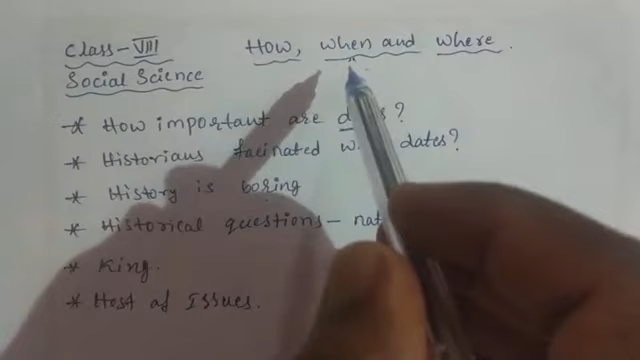 Class-VIII How, when and where.
Social Science
* How important are ?
* Historians facinated dates?
* History is boring
* Historical questions-
* King.
* Host of Issues.